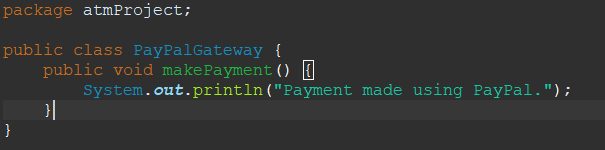 package atmProject;
public class PayPalGateway {
public void makePayment() {
System.out.println("Payment made using PayPal.");
}
}